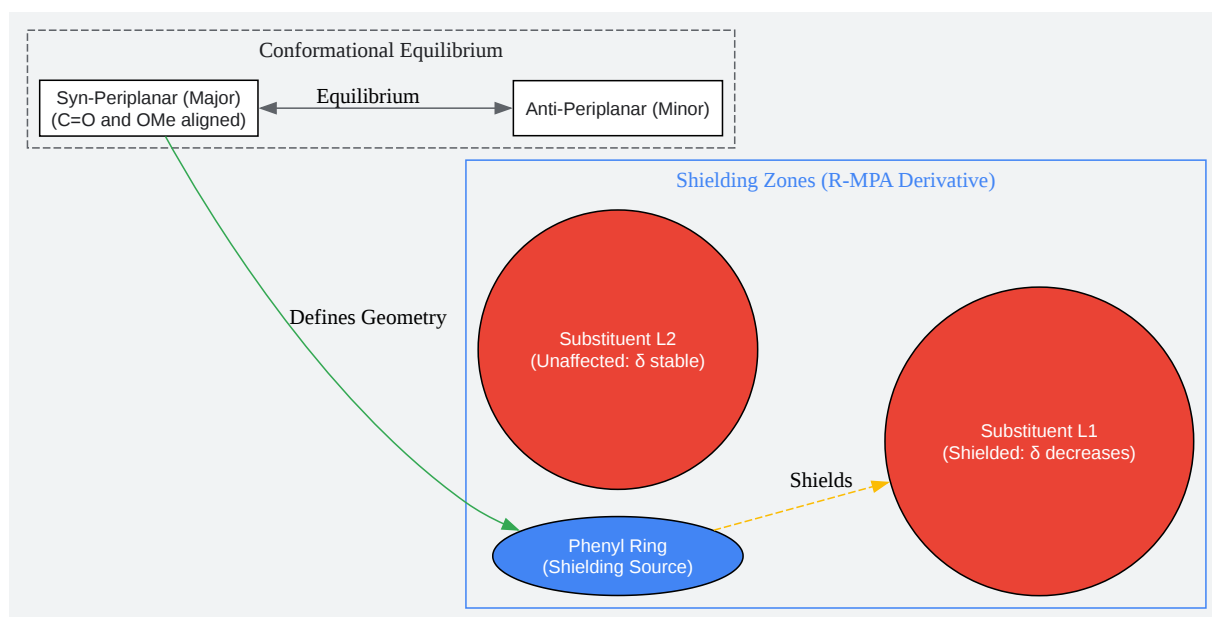 Conformational Equilibrium
Syn-Periplanar (Major)
(C=O and OMe aligned)
Equilibrium
Anti-Periplanar (Minor)
Shielding Zones (R-MPA Derivative)
Defines Geometry
Substituent L2
(Unaffected: δ stable)
Substituent L1
(Shielded: δ decreases)
Shields
Phenyl Ring
(Shielding Source)